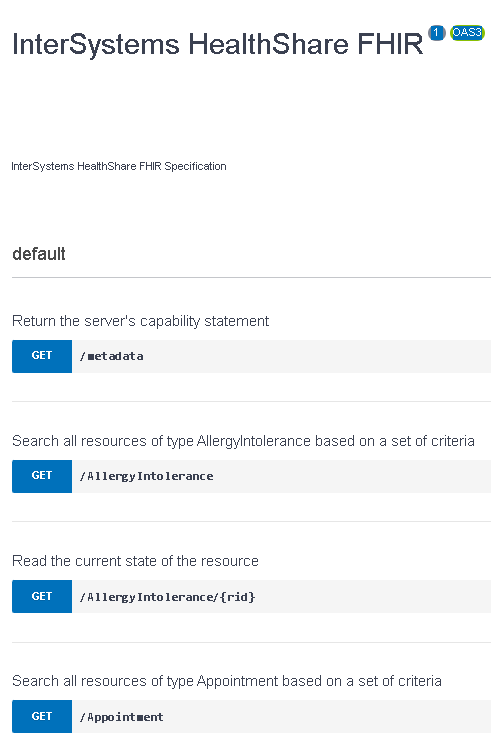 InterSystems HealthShare FHIR 1 OAS3
InterSystems HealthShare FHIR Specification
default
Return the server's capability statement
GET /metadata
Search all resources of type AllergyIntolerance based on a set of criteria
GET /AllergyIntolerance
Read the current state of the resource
GET /AllergyIntolerance/{rid}
Search all resources of type Appointment based on a set of criteria
GET /Appointment